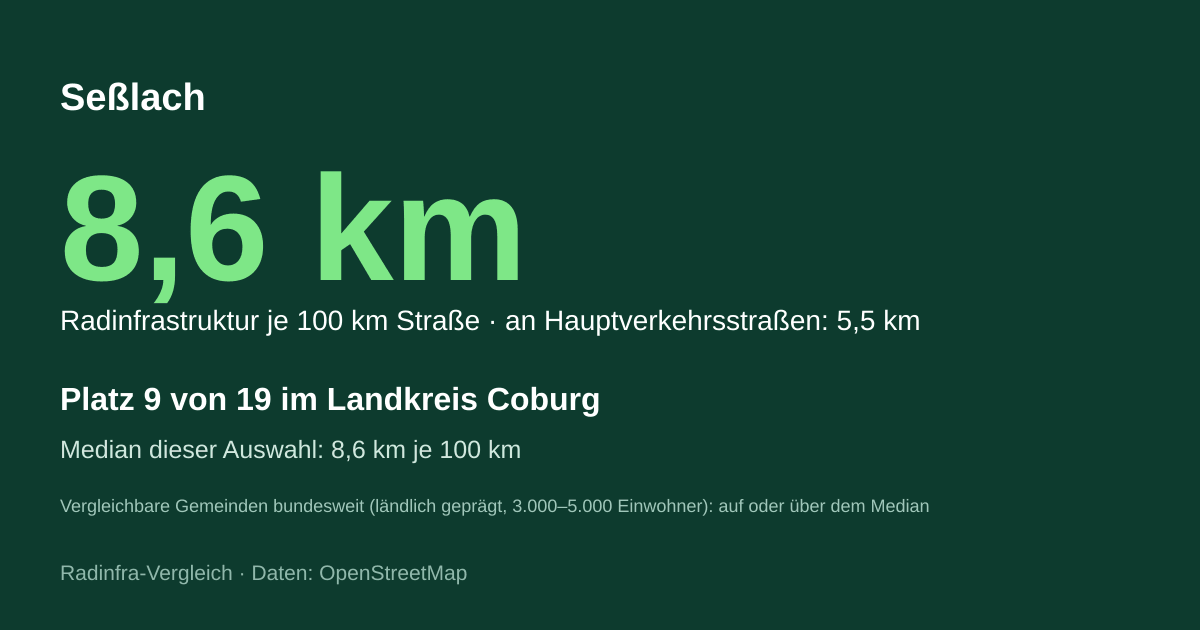 Seßlach
8,6 km
Radinfrastruktur je 100 km Straße · an Hauptverkehrsstraßen: 5,5 km
Platz 9 von 19 im Landkreis Coburg
Median dieser Auswahl: 8,6 km je 100 km
Vergleichbare Gemeinden bundesweit (ländlich geprägt, 3.000–5.000 Einwohner): auf oder über dem Median
Radinfra-Vergleich · Daten: OpenStreetMap